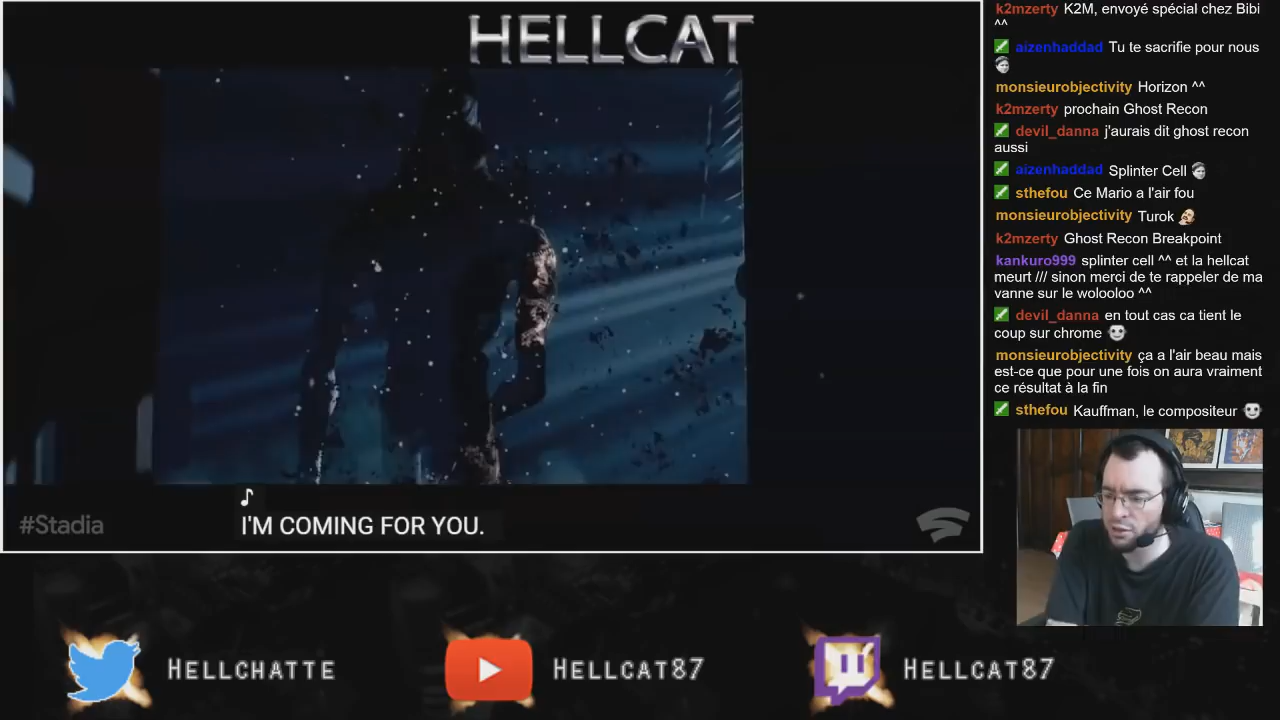 HELLCAT
♪
I'M COMING FOR YOU.
#Stadia
k2mzerty K2M, envoyé spécial chez Bibi
^^
aizenhaddad Tu te sacrifie pour nous
monsieurobjectivity Horizon ^^
k2mzerty prochain Ghost Recon
devil_danna j'aurais dit ghost recon
aussi
aizenhaddad Splinter Cell
sthefou Ce Mario a l'air fou
monsieurobjectivity Turok
k2mzerty Ghost Recon Breakpoint
kankuro999 splinter cell ^^ et la hellcat
meurt /// sinon merci de te rappeler de ma
vanne sur le wolooloo ^^
devil_danna en tout cas ca tient le
coup sur chrome
monsieurobjectivity ça a l'air beau mais
est-ce que pour une fois on aura vraiment
ce résultat à la fin
sthefou Kauffman, le compositeur
HELLCHATTE
HELLCAT87
HELLCAT87